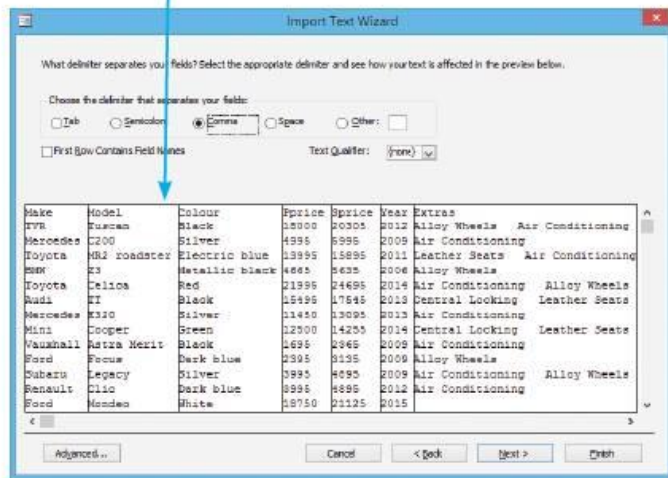 Import Text Wizard
What delimiter separates your fields? Select the appropriate delimiter and see how your text is affected in the preview below.
Choose the delimiter that separates your fields:
Tab Semicolon Comma Space Other:
First Row Contains Field Names Text Qualifier: {none}
Make Model Colour Pprice Sprice Year Extras
TVR Tuscan Black 18000 20305 2012 Alloy Wheels Air Conditioning
Mercedes C200 Silver 4995 5995 2009 Air Conditioning
Toyota MR2 roadster Electric blue 13995 15895 2011 Leather Seats Air Conditioning
BMW Z3 Metallic black 4665 5635 2006 Alloy Wheels
Toyota Celica Red 21995 24695 2014 Air Conditioning Alloy Wheels
Audi TT Black 15495 17545 2013 Central Locking Leather Seats
Mercedes K320 Silver 11450 13095 2013 Air Conditioning
Mini Cooper Green 12500 14255 2014 Central Locking Leather Seats
Vauxhall Astra Merit Black 1695 2365 2009 Air Conditioning
Ford Focus Dark blue 2395 3135 2009 Alloy Wheels
Subaru Legacy Silver 3995 4895 2009 Air Conditioning Alloy Wheels
Renault Clio Dark blue 3995 4895 2012 Air Conditioning
Ford Mondeo White 18750 21125 2015
Advanced... Cancel < Back Next > Finish